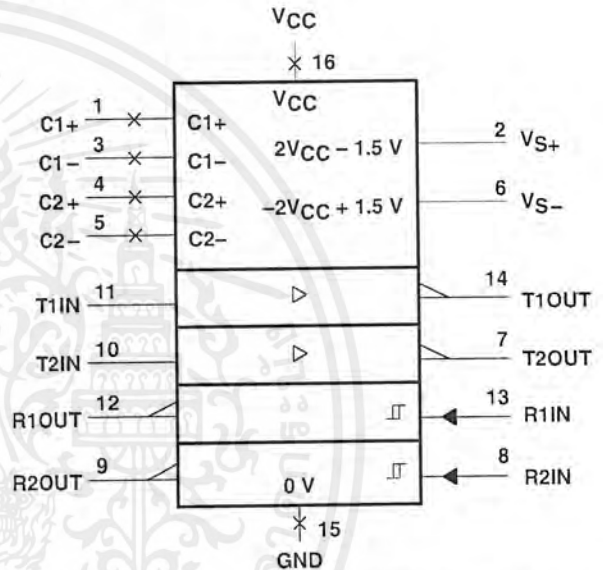 VCC
16
VCC
C1+ 1 C1+
C1− 3 C1−
C2+ 4 C2+
C2− 5 C2−
2VCC − 1.5 V 2 VS+
−2VCC + 1.5 V 6 VS−
T1IN 11 14 T1OUT
T2IN 10 7 T2OUT
R1OUT 12 13 R1IN
R2OUT 9 8 R2IN
0 V
15
GND